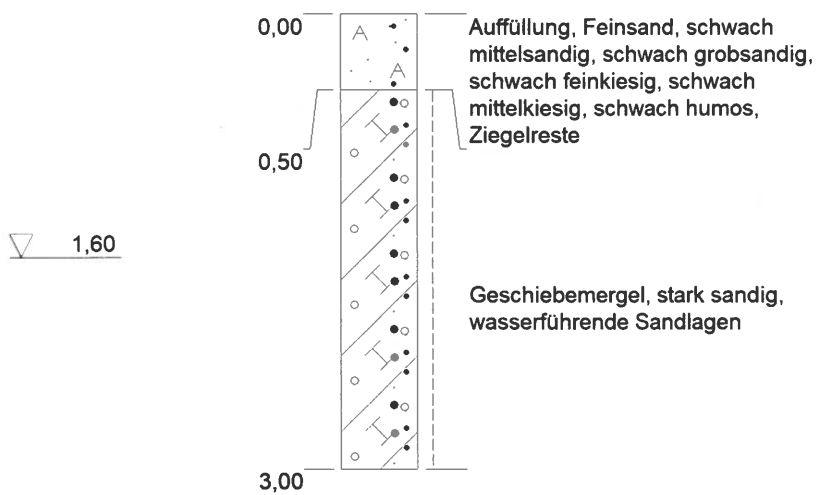 0,00
Auffüllung, Feinsand, schwach
mittelsandig, schwach grobsandig,
schwach feinkiesig, schwach
mittelkiesig, schwach humos,
Ziegelreste
A
A
0,50
1,60
Geschiebemergel, stark sandig,
wasserführende Sandlagen
3,00